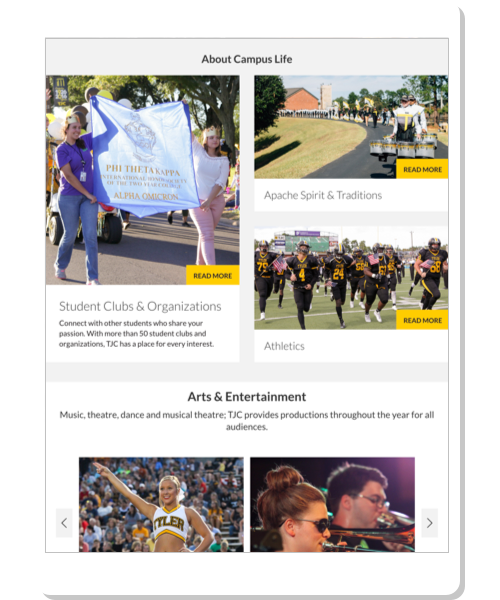 About Campus Life
PHI THETA KAPPA
INTERNATIONAL HONOR SOCIETY
OF THE TWO YEAR COLLEGE
ALPHA OMICRON
READ MORE
Student Clubs & Organizations
Connect with other students who share your
passion. With more than 50 student clubs and
organizations, TJC has a place for every interest.
READ MORE
Apache Spirit & Traditions
75
4
24
READ MORE
Athletics
Arts & Entertainment
Music, theatre, dance and musical theatre; TJC provides productions throughout the year for all
audiences.
TYLER